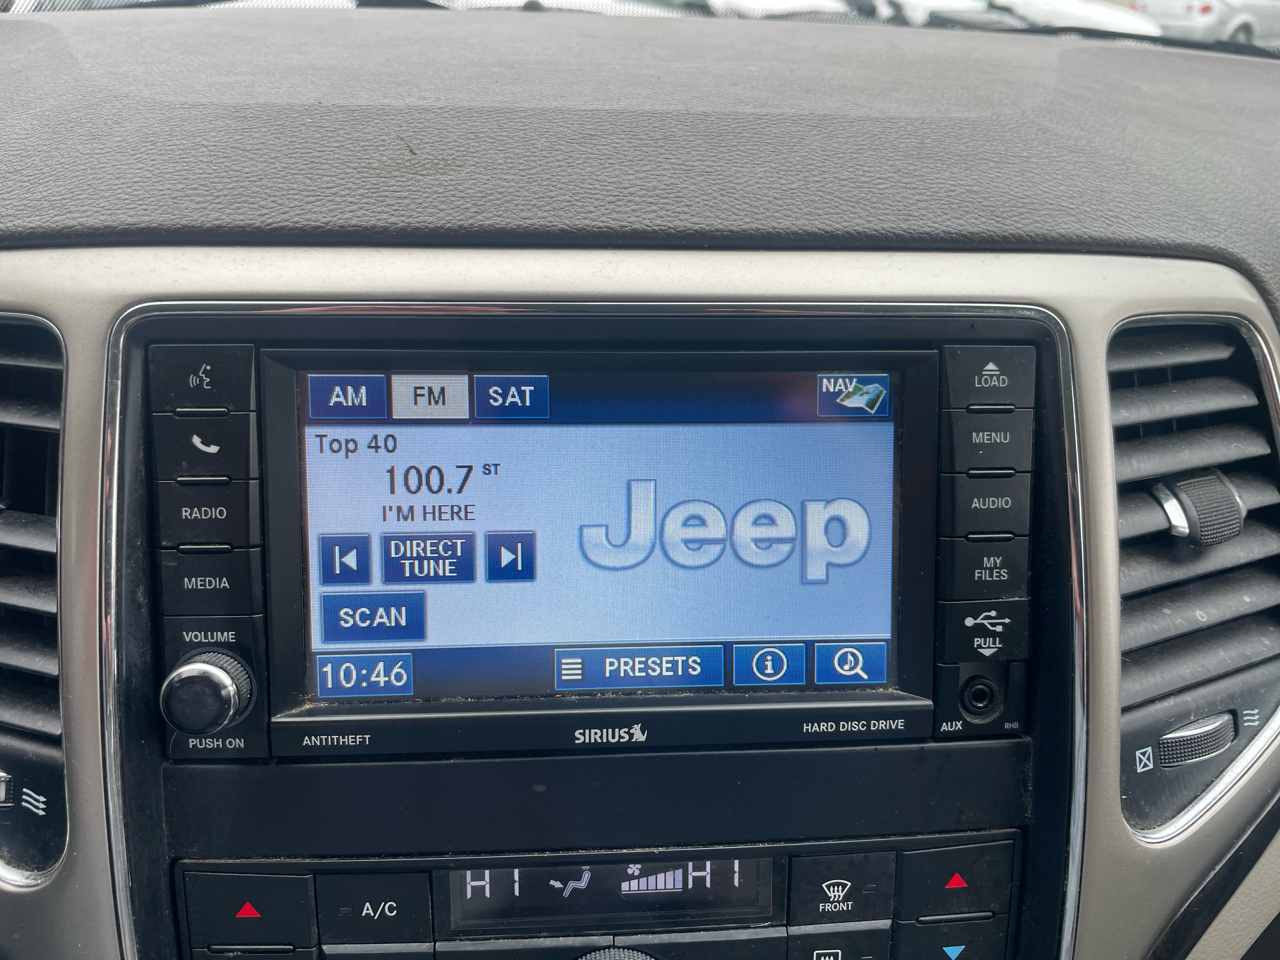 AM
FM
SAT
NAV
Top 40
100.7 ST
I'M HERE
DIRECT
TUNE
SCAN
Jeep
10:46
PRESETS
i
RADIO
MEDIA
VOLUME
PUSH ON
LOAD
MENU
AUDIO
MY
FILES
PULL
AUX
RHB
ANTITHEFT
SIRIUS
HARD DISC DRIVE
A/C
HI
HI
FRONT